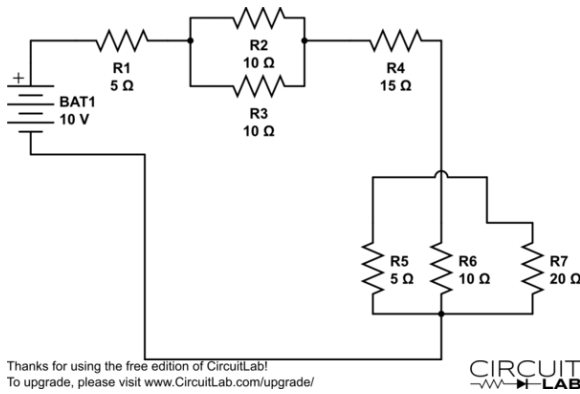 R1
5 Ω
R2
10 Ω
R3
10 Ω
R4
15 Ω
+
BAT1
10 V
R5
5 Ω
R6
10 Ω
R7
20 Ω
Thanks for using the free edition of CircuitLab!
To upgrade, please visit www.CircuitLab.com/upgrade/
CIRCUIT
LAB